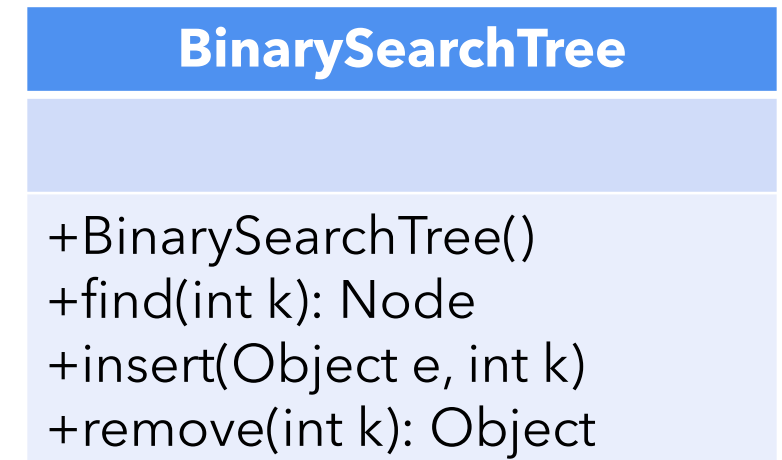 BinarySearchTree
+BinarySearchTree()
+find(int k): Node
+insert(Object e, int k)
+remove(int k): Object